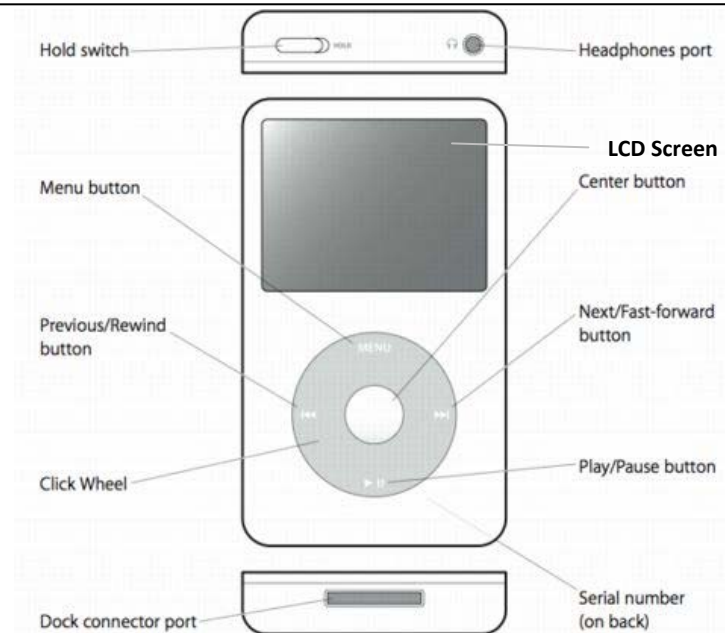 Hold switch
HOLD
Headphones port
LCD Screen
Center button
Menu button
Next/Fast-forward
button
Previous/Rewind
button
MENU
Click Wheel
Play/Pause button
Serial number
(on back)
Dock connector port